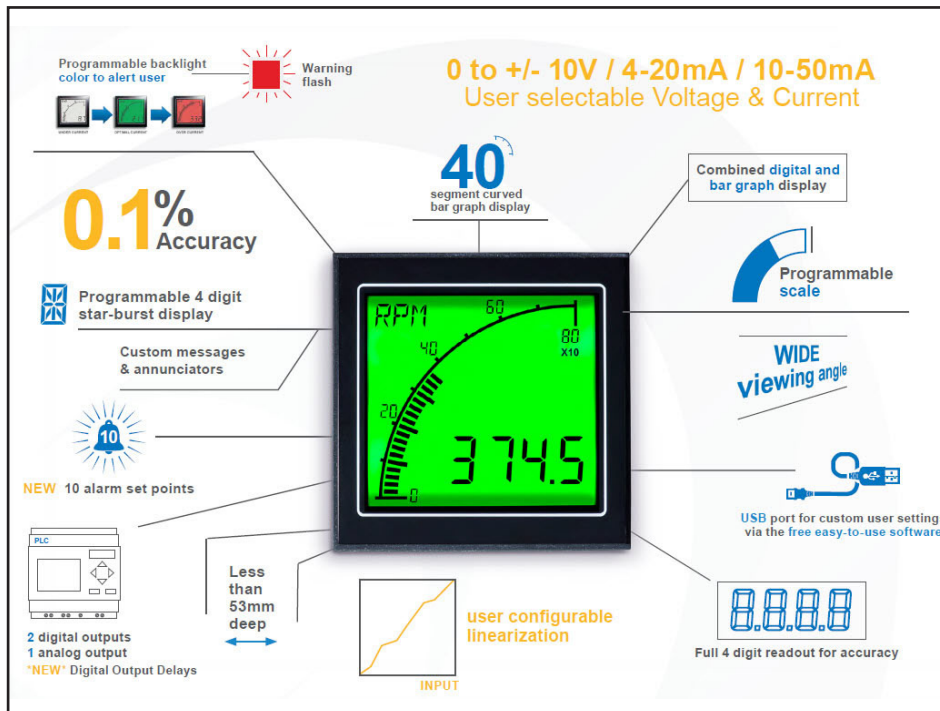 Programmable backlight
color to alert user
Warning
flash
0 to +/- 10V / 4-20mA / 10-50mA
User selectable Voltage & Current
40
segment curved
bar graph display
Combined digital and
bar graph display
0.1%
Accuracy
Programmable
scale
Programmable 4 digit
star-burst display
Custom messages
& annunciators
WIDE
viewing angle
RPM
60
80
X10
40
20
0
374.5
10
NEW 10 alarm set points
USB port for custom user setting
via the free easy-to-use software
PLC
Less
than
53mm
deep
2 digital outputs
1 analog output
*NEW* Digital Output Delays
user configurable
linearization
INPUT
8.8.8.8
Full 4 digit readout for accuracy